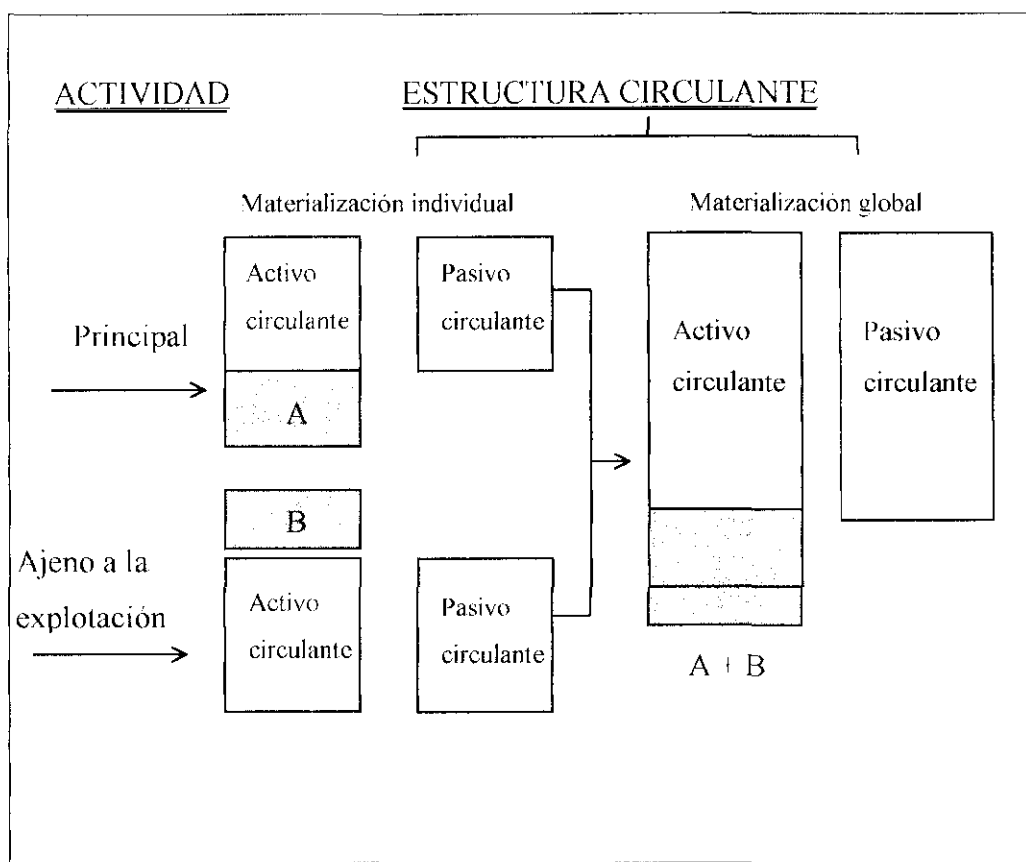 ACTIVIDAD
ESTRUCTURA CIRCULANTE
Materialización individual
Materialización global
Principal
Activo
circulante
A
Pasivo
circulante
B
Ajeno a la
explotación
Activo
circulante
Pasivo
circulante
Activo
circulante
Pasivo
circulante
A + B